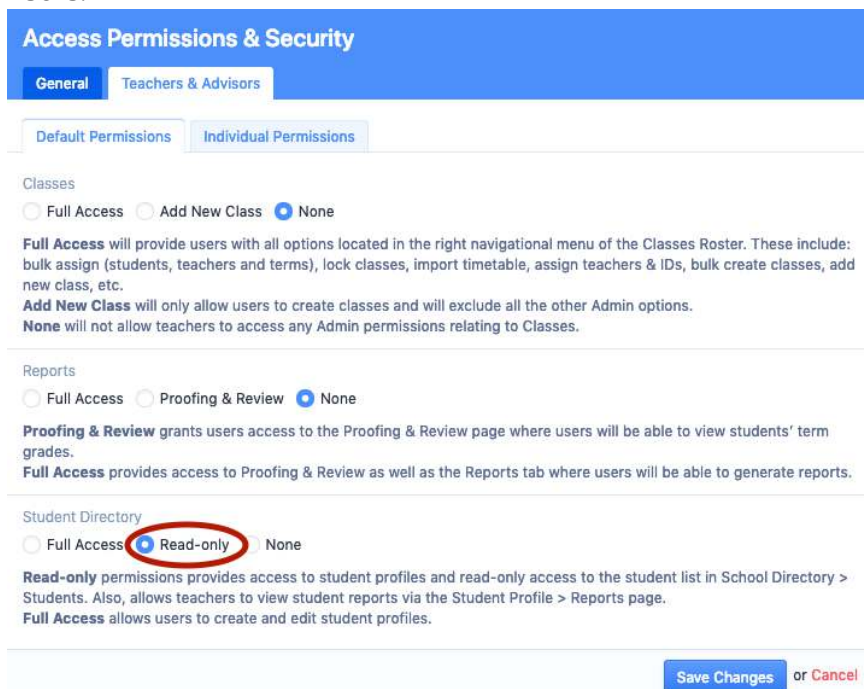 Access Permissions & Security
General Teachers & Advisors
Default Permissions Individual Permissions
Classes
Full Access Add New Class None
Full Access will provide users with all options located in the right navigational menu of the Classes Roster. These include:
bulk assign (students, teachers and terms), lock classes, import timetable, assign teachers & IDs, bulk create classes, add
new class, etc.
Add New Class will only allow users to create classes and will exclude all the other Admin options.
None will not allow teachers to access any Admin permissions relating to Classes.
Reports
Full Access Proofing & Review None
Proofing & Review grants users access to the Proofing & Review page where users will be able to view students' term
grades.
Full Access provides access to Proofing & Review as well as the Reports tab where users will be able to generate reports.
Student Directory
Full Access Read-only None
Read-only permissions provides access to student profiles and read-only access to the student list in School Directory >
Students. Also, allows teachers to view student reports via the Student Profile > Reports page.
Full Access allows users to create and edit student profiles.
Save Changes or Cancel